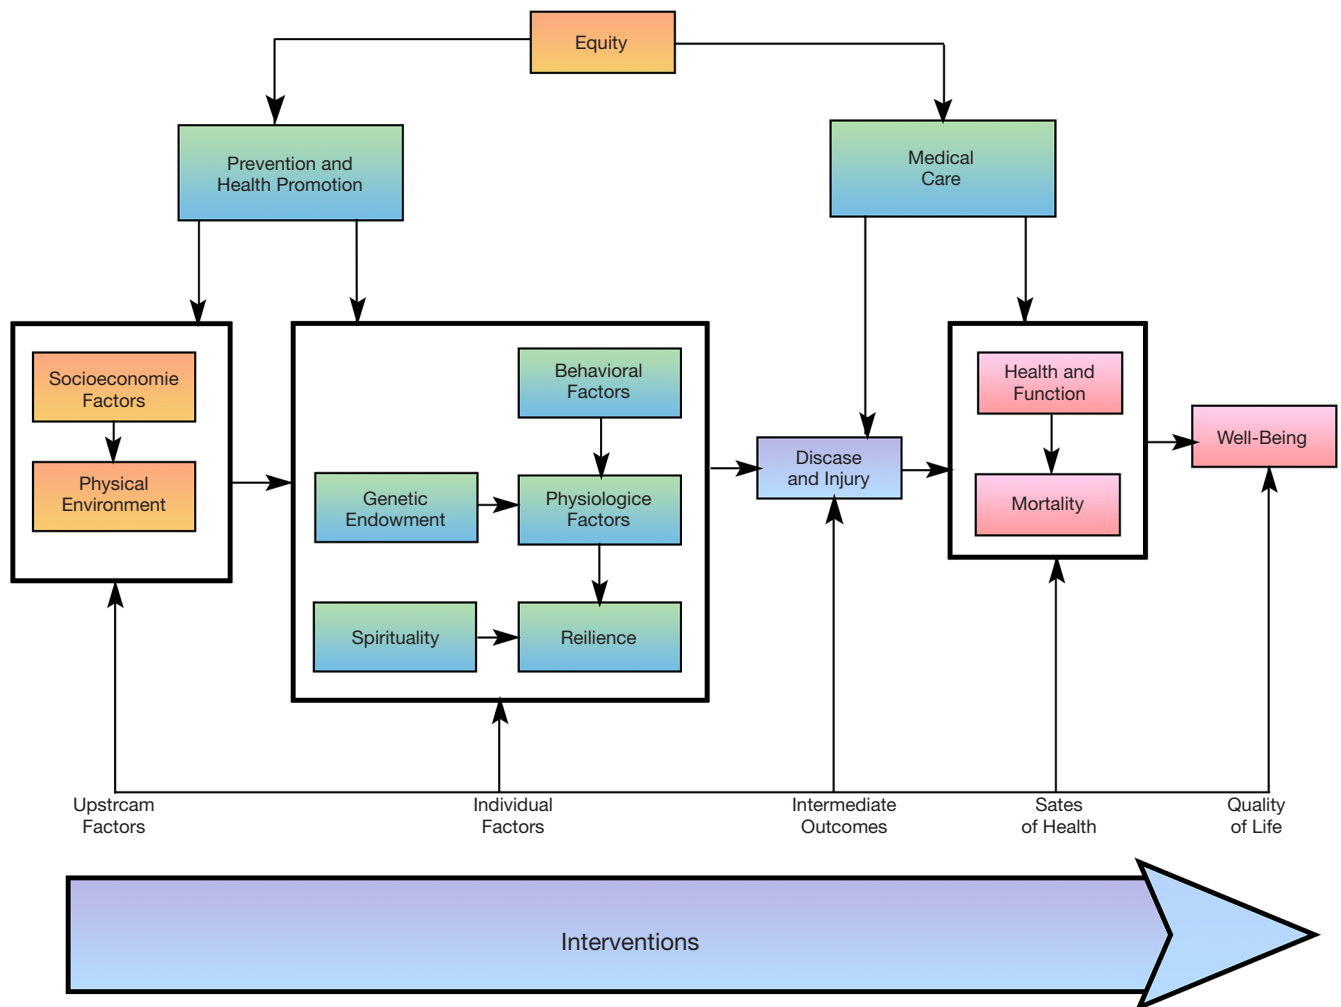 Equity
Prevention and
Health Promotion
Medical
Care
Socioeconomie
Factors
Physical
Environment
Behavioral
Factors
Genetic
Endowment
Physiologice
Factors
Spirituality
Reilience
Disease
and Injury
Health and
Function
Mortality
Well-Being
Upstrcam
Factors
Individual
Factors
Intermediate
Outcomes
Sates
of Health
Quality
of Life
Interventions